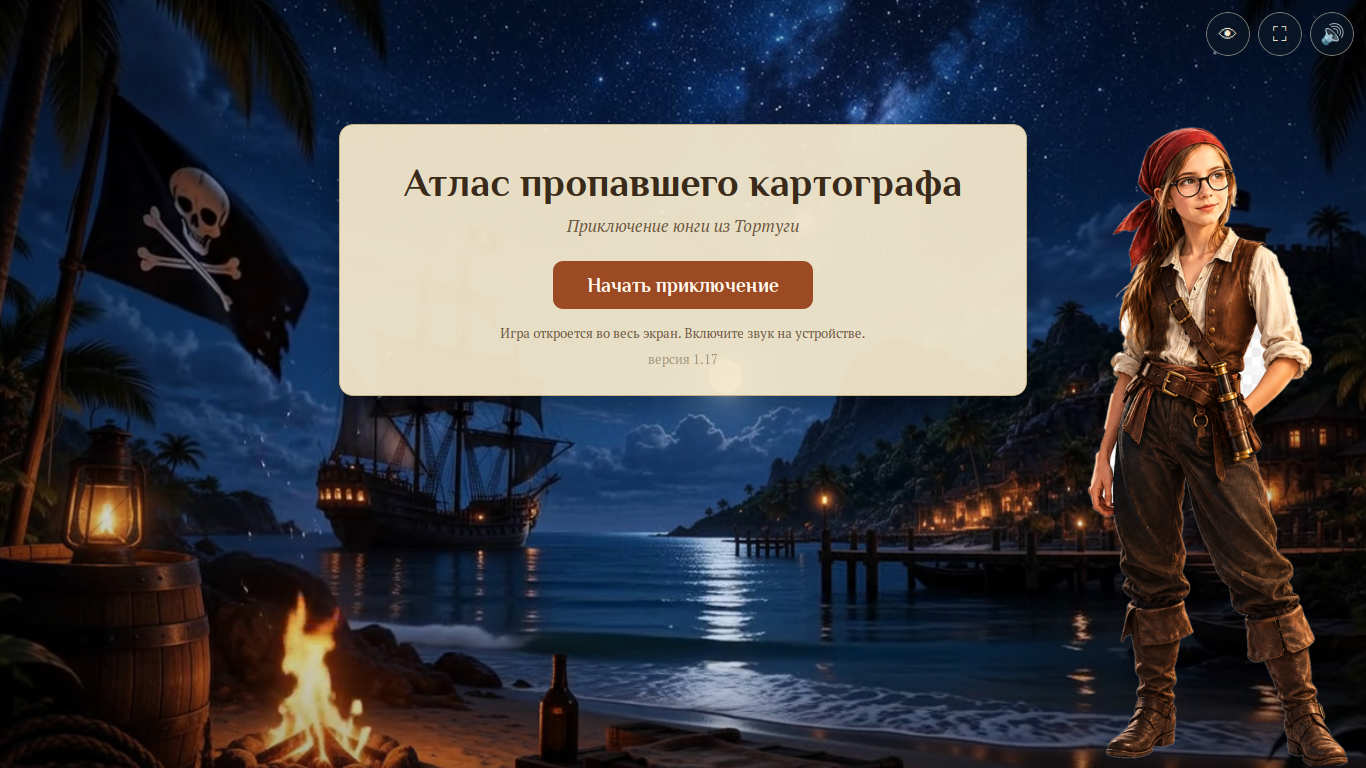 Атлас пропавшего картографа
Приключение юнги из Тортуги
Начать приключение
Игра откроется во весь экран. Включите звук на устройстве.
версия 1.17